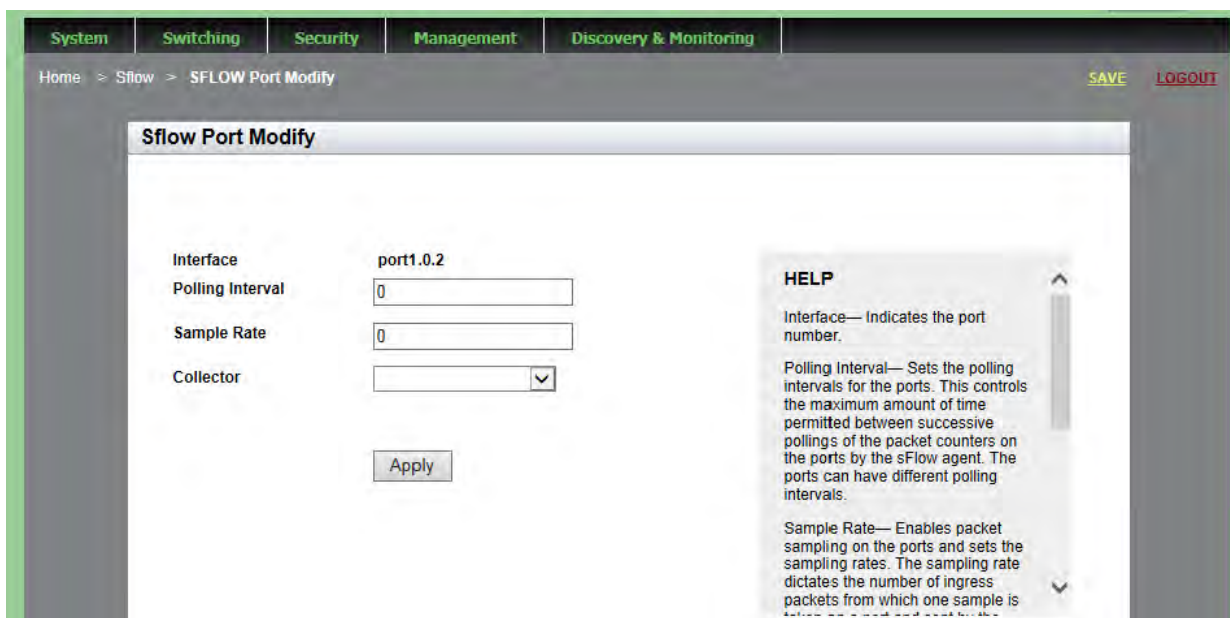 System Switching Security Management Discovery & Monitoring
Home > Sflow > SFLOW Port Modify
SAVE LOGOUT
Sflow Port Modify
Interface port1.0.2
Polling Interval 0
Sample Rate 0
Collector
Apply
HELP
Interface— Indicates the port
number.
Polling Interval— Sets the polling
intervals for the ports. This controls
the maximum amount of time
permitted between successive
pollings of the packet counters on
the ports by the sFlow agent. The
ports can have different polling
intervals.
Sample Rate— Enables packet
sampling on the ports and sets the
sampling rates. The sampling rate
dictates the number of ingress
packets from which one sample is